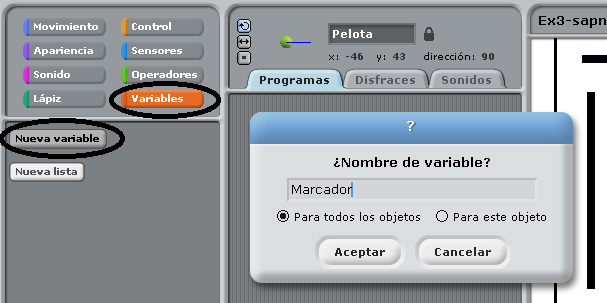 Movimiento
Control
Apariencia
Sensores
Sonido
Operadores
Lápiz
Variables
Nueva variable
Nueva lista
Pelota
x: -46 y: 43 dirección: 90
Programas
Disfraces
Sonidos
Ex3-sapn
?
¿Nombre de variable?
Marcador
Para todos los objetos
Para este objeto
Aceptar
Cancelar